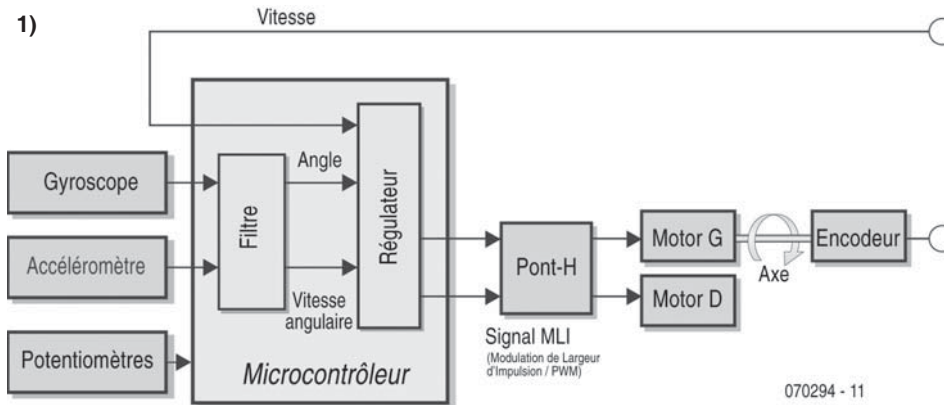 1)
Vitesse
Gyroscope
Accéléromètre
Potentiomètres
Filtre
Angle
Vitesse
angulaire
Régulateur
Microcontrôleur
Pont-H
Signal MLI
(Modulation de Largeur
d'Impulsion / PWM)
Motor G
Motor D
Axe
Encodeur
070294 - 11